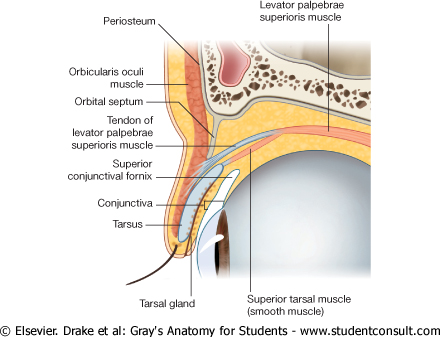 Levator palpebrae
superioris muscle
Periosteum
Orbicularis oculi
muscle
Orbital septum
Tendon of
levator palpebrae
superioris muscle
Superior
conjunctival fornix
Conjunctiva
Tarsus
Tarsal gland
Superior tarsal muscle
(smooth muscle)
© Elsevier. Drake et al: Gray's Anatomy for Students - www.studentconsult.com